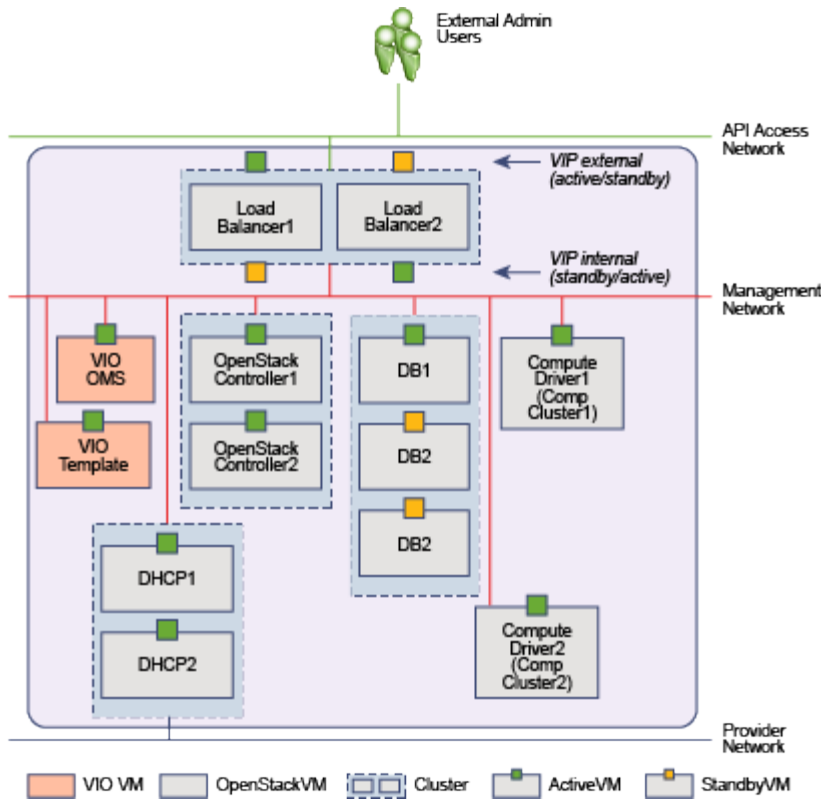 External Admin
Users
API Access
Network
VIP external
(active/standby)
Load
Balancer1
Load
Balancer2
VIP internal
(standby/active)
Management
Network
VIO
OMS
OpenStack
Controller1
DB1
Compute
Driver1
(Comp
Cluster1)
VIO
Template
OpenStack
Controller2
DB2
DB2
DHCP1
DHCP2
Compute
Driver2
(Comp
Cluster2)
Provider
Network
VIO VM
OpenStackVM
Cluster
ActiveVM
StandbyVM